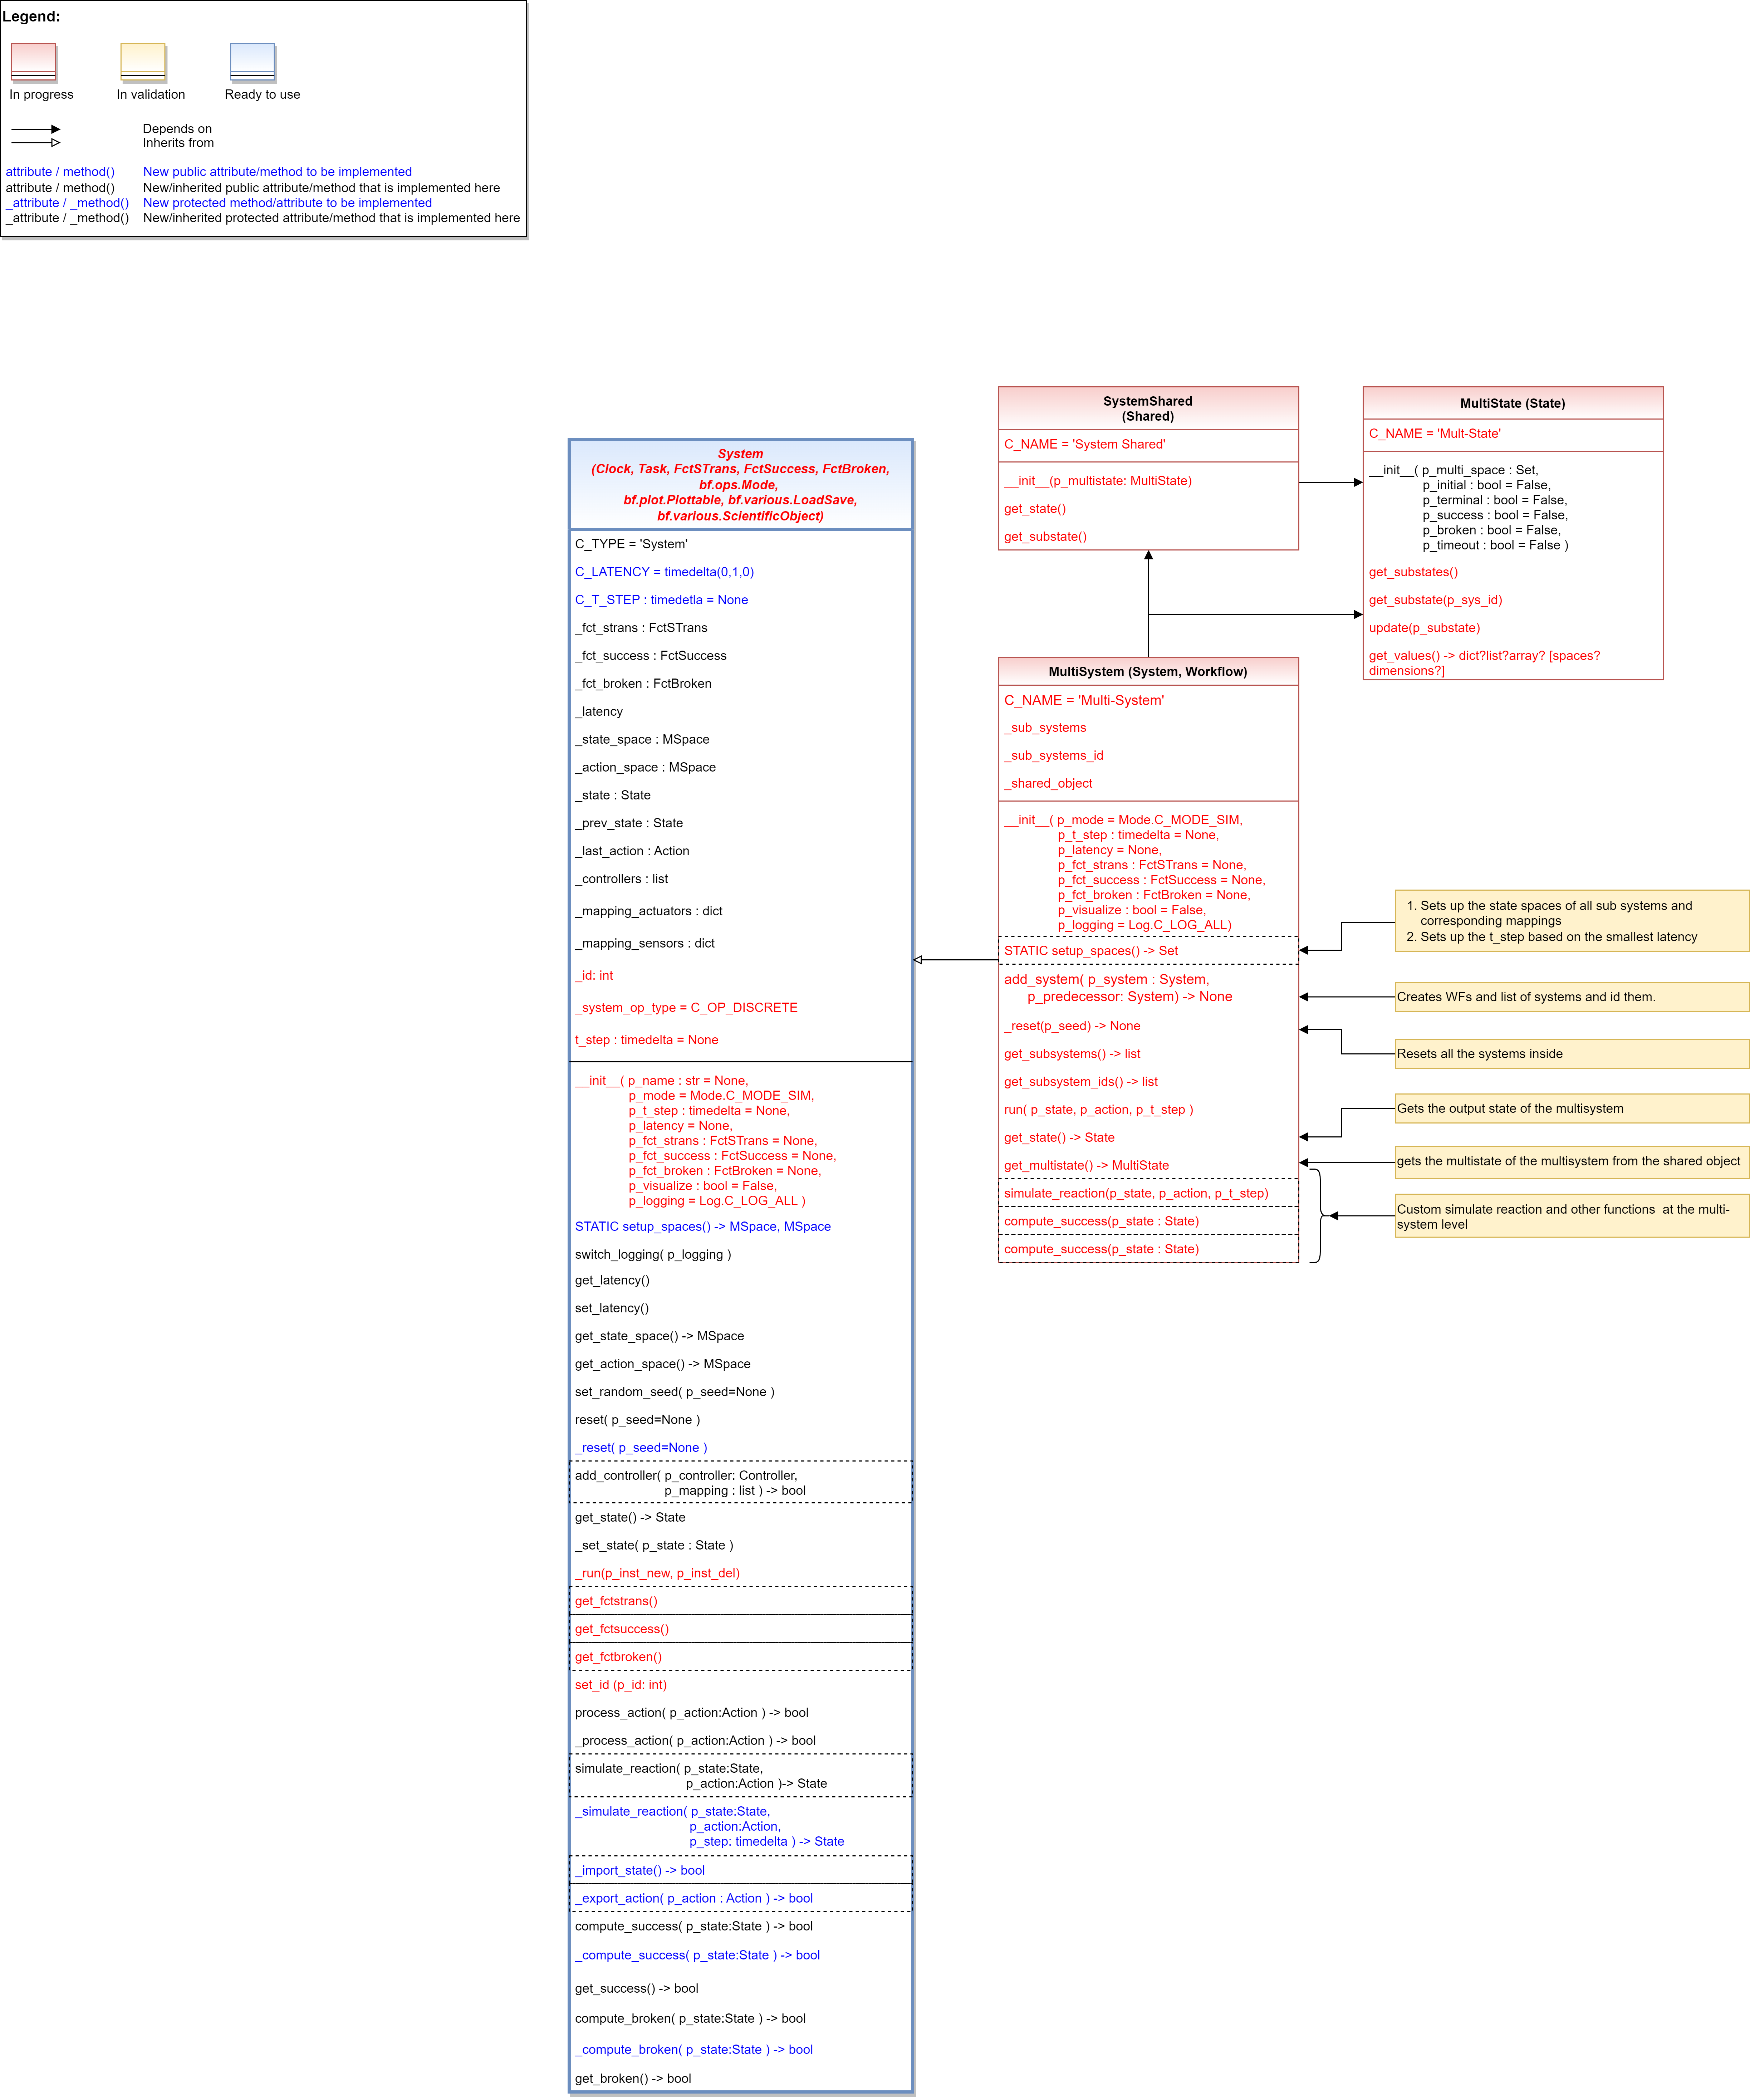 Legend:
In progress
In validation
Ready to use
Depends on
Inherits from
attribute / method() New public attribute/method to be implemented
attribute / method() New/inherited public attribute/method that is implemented here
_attribute / _method() New protected method/attribute to be implemented
_attribute / _method() New/inherited protected attribute/method that is implemented here
System
(Clock, Task, FctSTrans, FctSuccess, FctBroken,
bf.ops.Mode,
bf.plot.Plottable, bf.various.LoadSave,
bf.various.ScientificObject)
C_TYPE = 'System'
C_LATENCY = timedelta(0,1,0)
C_T_STEP : timedetla = None
_fct_strans : FctSTrans
_fct_success : FctSuccess
_fct_broken : FctBroken
_latency
_state_space : MSpace
_action_space : MSpace
_state : State
_prev_state : State
_last_action : Action
_controllers : list
_mapping_actuators : dict
_mapping_sensors : dict
_id: int
_system_op_type = C_OP_DISCRETE
t_step : timedelta = None
__init__( p_name : str = None,
p_mode = Mode.C_MODE_SIM,
p_t_step : timedelta = None,
p_latency = None,
p_fct_strans : FctSTrans = None,
p_fct_success : FctSuccess = None,
p_fct_broken : FctBroken = None,
p_visualize : bool = False,
p_logging = Log.C_LOG_ALL )
STATIC setup_spaces() -> MSpace, MSpace
switch_logging( p_logging )
get_latency()
set_latency()
get_state_space() -> MSpace
get_action_space() -> MSpace
set_random_seed( p_seed=None )
reset( p_seed=None )
_reset( p_seed=None )
add_controller( p_controller: Controller,
p_mapping : list ) -> bool
get_state() -> State
_set_state( p_state : State )
_run(p_inst_new, p_inst_del)
get_fctstrans()
get_fctsuccess()
get_fctbroken()
set_id (p_id: int)
process_action( p_action:Action ) -> bool
_process_action( p_action:Action ) -> bool
simulate_reaction( p_state:State,
p_action:Action )-> State
_simulate_reaction( p_state:State,
p_action:Action,
p_step: timedelta ) -> State
_import_state() -> bool
_export_action( p_action : Action ) -> bool
compute_success( p_state:State ) -> bool
_compute_success( p_state:State ) -> bool
get_success() -> bool
compute_broken( p_state:State ) -> bool
_compute_broken( p_state:State ) -> bool
get_broken() -> bool
SystemShared
(Shared)
C_NAME = 'System Shared'
__init__(p_multistate: MultiState)
get_state()
get_substate()
MultiState (State)
C_NAME = 'Mult-State'
__init__( p_multi_space : Set,
p_initial : bool = False,
p_terminal : bool = False,
p_success : bool = False,
p_broken : bool = False,
p_timeout : bool = False )
get_substates()
get_substate(p_sys_id)
update(p_substate)
get_values() -> dict?list?array? [spaces?
dimensions?]
MultiSystem (System, Workflow)
C_NAME = 'Multi-System'
_sub_systems
_sub_systems_id
_shared_object
__init__( p_mode = Mode.C_MODE_SIM,
p_t_step : timedelta = None,
p_latency = None,
p_fct_strans : FctSTrans = None,
p_fct_success : FctSuccess = None,
p_fct_broken : FctBroken = None,
p_visualize : bool = False,
p_logging = Log.C_LOG_ALL)
STATIC setup_spaces() -> Set
add_system( p_system : System,
p_predecessor: System) -> None
_reset(p_seed) -> None
get_subsystems() -> list
get_subsystem_ids() -> list
run( p_state, p_action, p_t_step )
get_state() -> State
get_multistate() -> MultiState
simulate_reaction(p_state, p_action, p_t_step)
compute_success(p_state : State)
compute_success(p_state : State)
1. Sets up the state spaces of all sub systems and
corresponding mappings
2. Sets up the t_step based on the smallest latency
Creates WFs and list of systems and id them.
Resets all the systems inside
Gets the output state of the multisystem
gets the multistate of the multisystem from the shared object
Custom simulate reaction and other functions at the multi-
system level